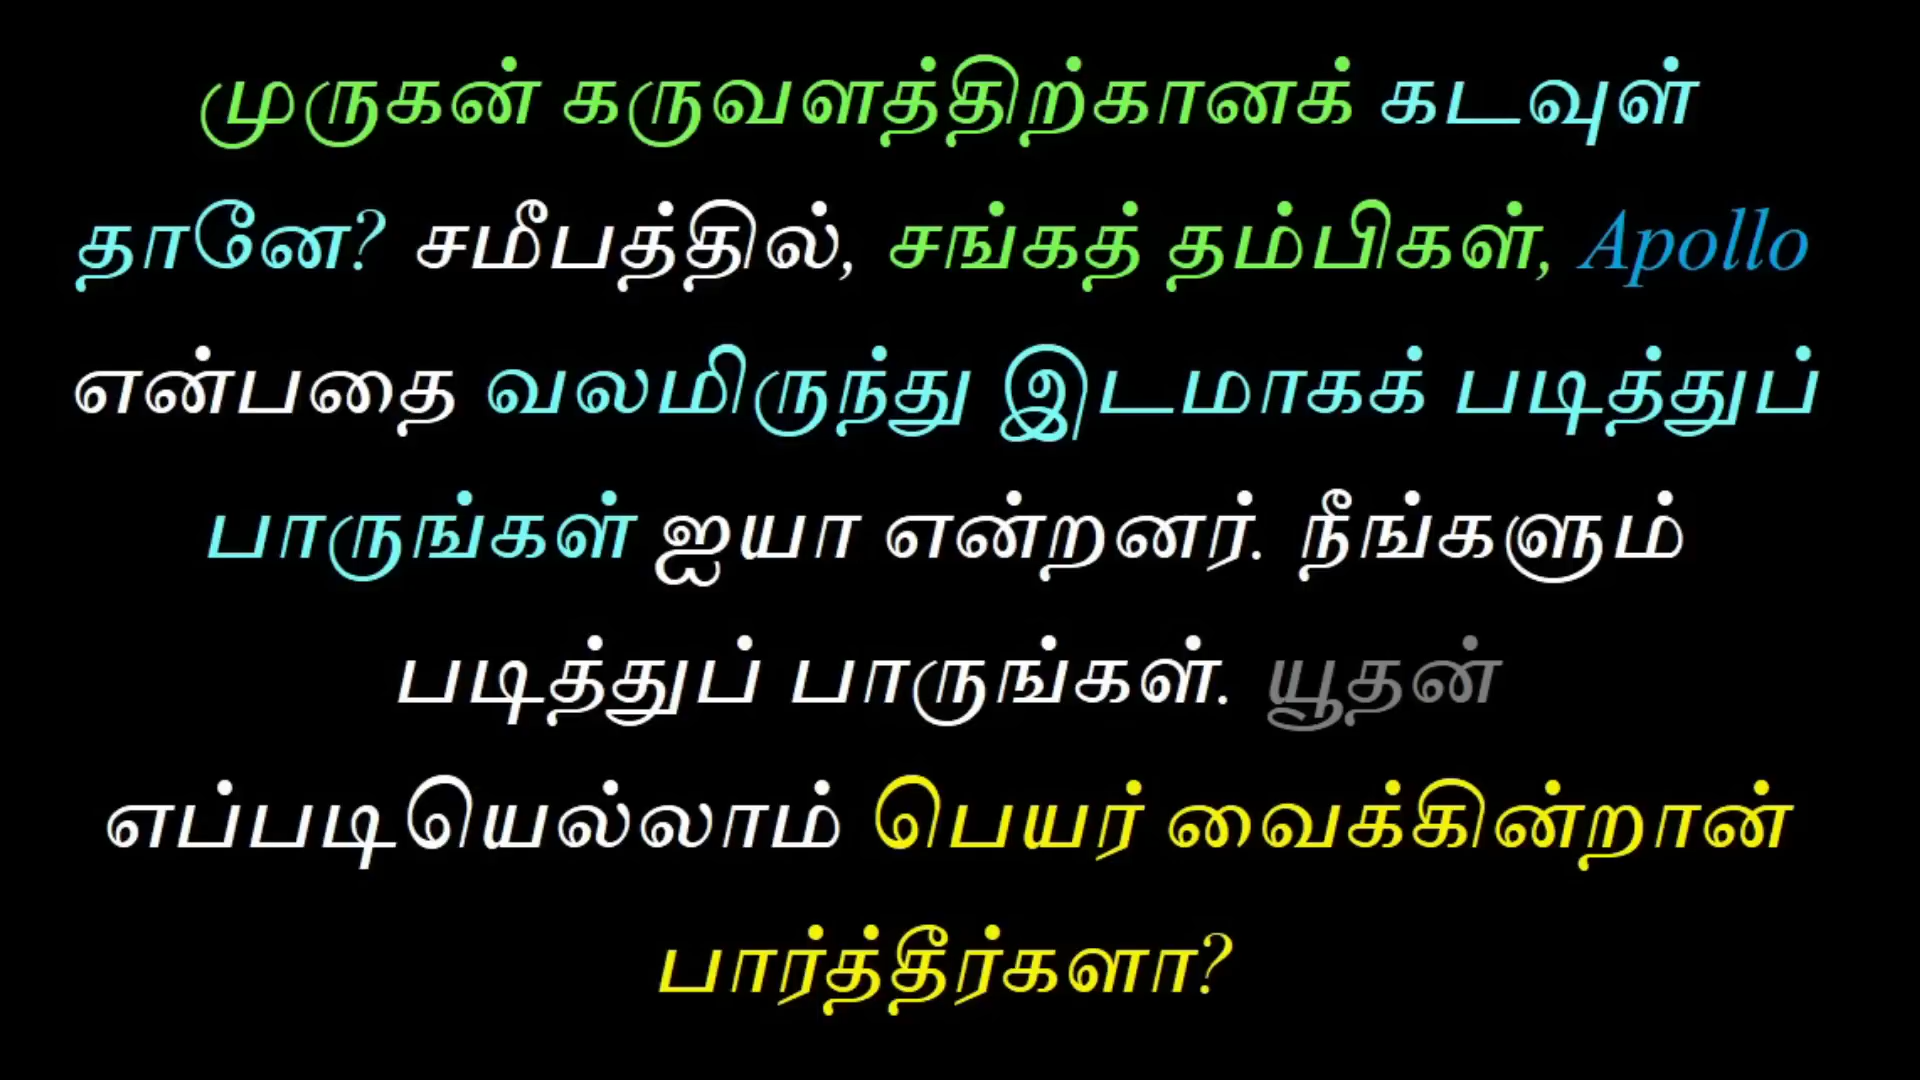 முருகன் கருவளத்திற்கானக் கடவுள்
தானே? சமீபத்தில், சங்கத் தம்பிகள், Apollo
என்பதை வலமிருந்து இடமாகக் படித்துப்
பாருங்கள் ஐயா என்றனர். நீங்களும்
படித்துப் பாருங்கள். யூதன்
எப்படியெல்லாம் பெயர் வைக்கின்றான்
பார்த்தீர்களா?